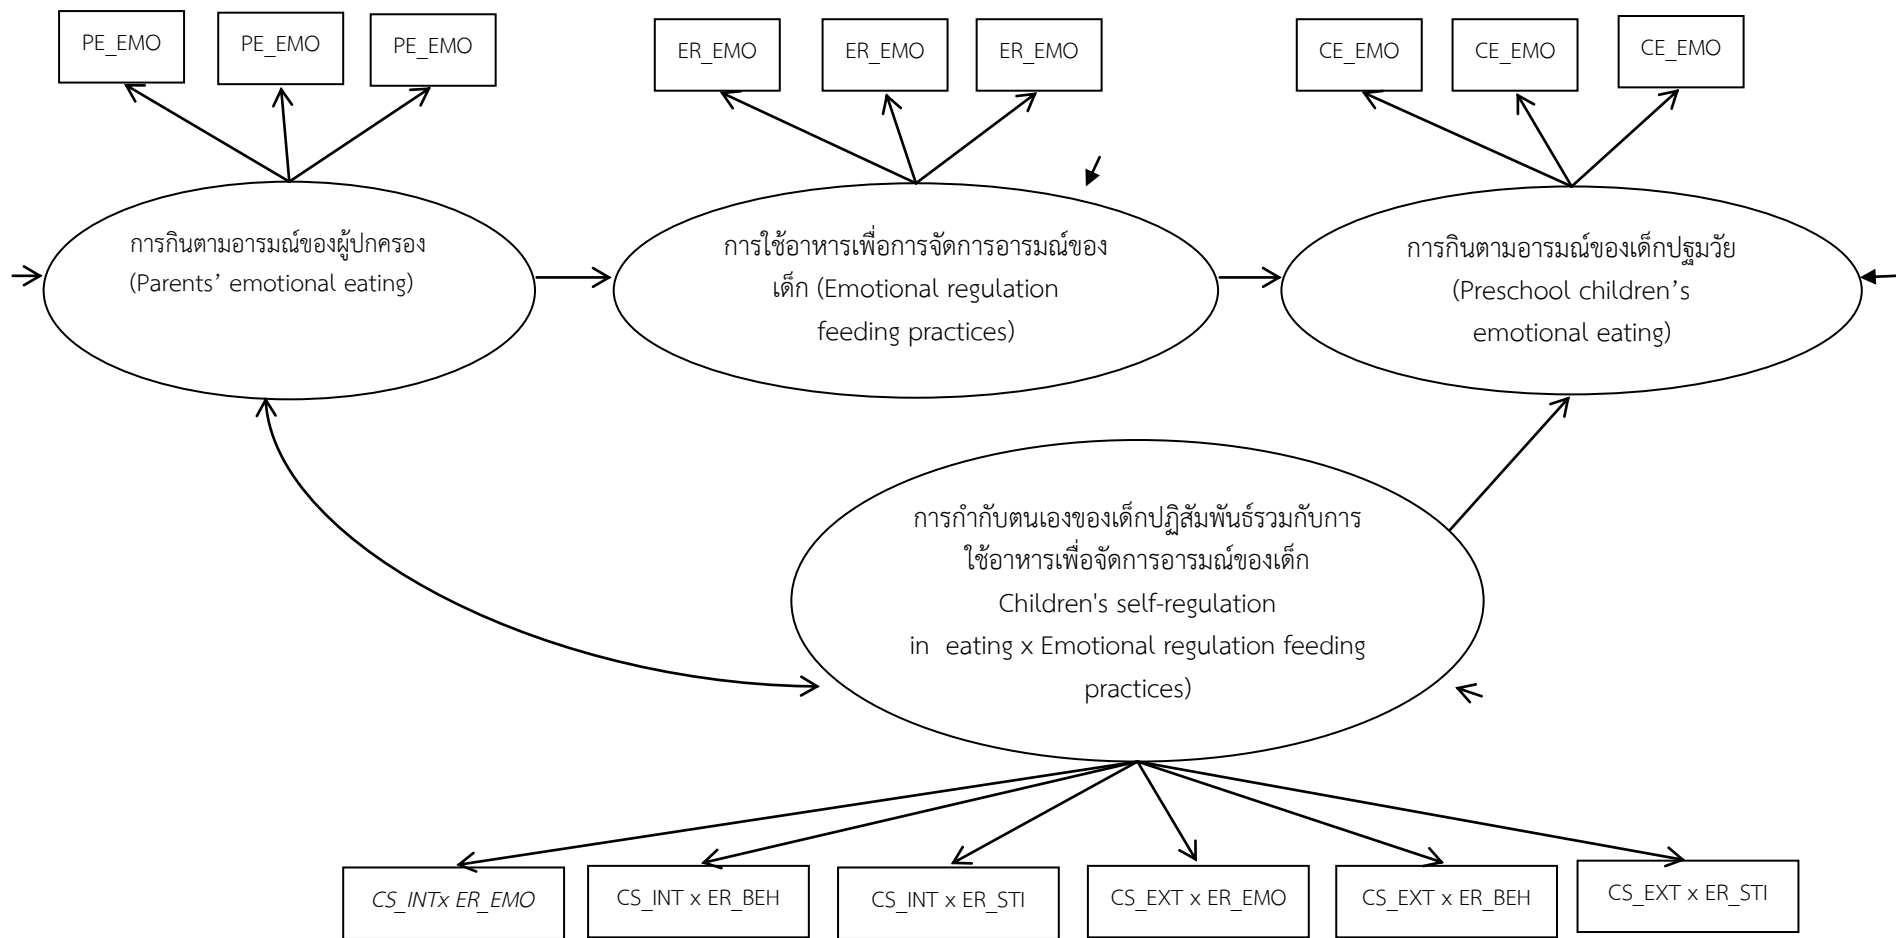 PE_EMO
PE_EMO
PE_EMO
ER_EMO
ER_EMO
ER_EMO
CE_EMO
CE_EMO
CE_EMO
การกินตามอารมณ์ของผู้ปกครอง
(Parents’ emotional eating)
การใช้อาหารเพื่อการจัดการอารมณ์ของ
เด็ก (Emotional regulation
feeding practices)
การกินตามอารมณ์ของเด็กปฐมวัย
(Preschool children’s
emotional eating)
การกำกับตนเองของเด็กปฏิสัมพันธ์รวมกับการ
ใช้อาหารเพื่อจัดการอารมณ์ของเด็ก
Children's self-regulation
in eating x Emotional regulation feeding
practices)
CS_INTx ER_EMO
CS_INT x ER_BEH
CS_INT x ER_STI
CS_EXT x ER_EMO
CS_EXT x ER_BEH
CS_EXT x ER_STI